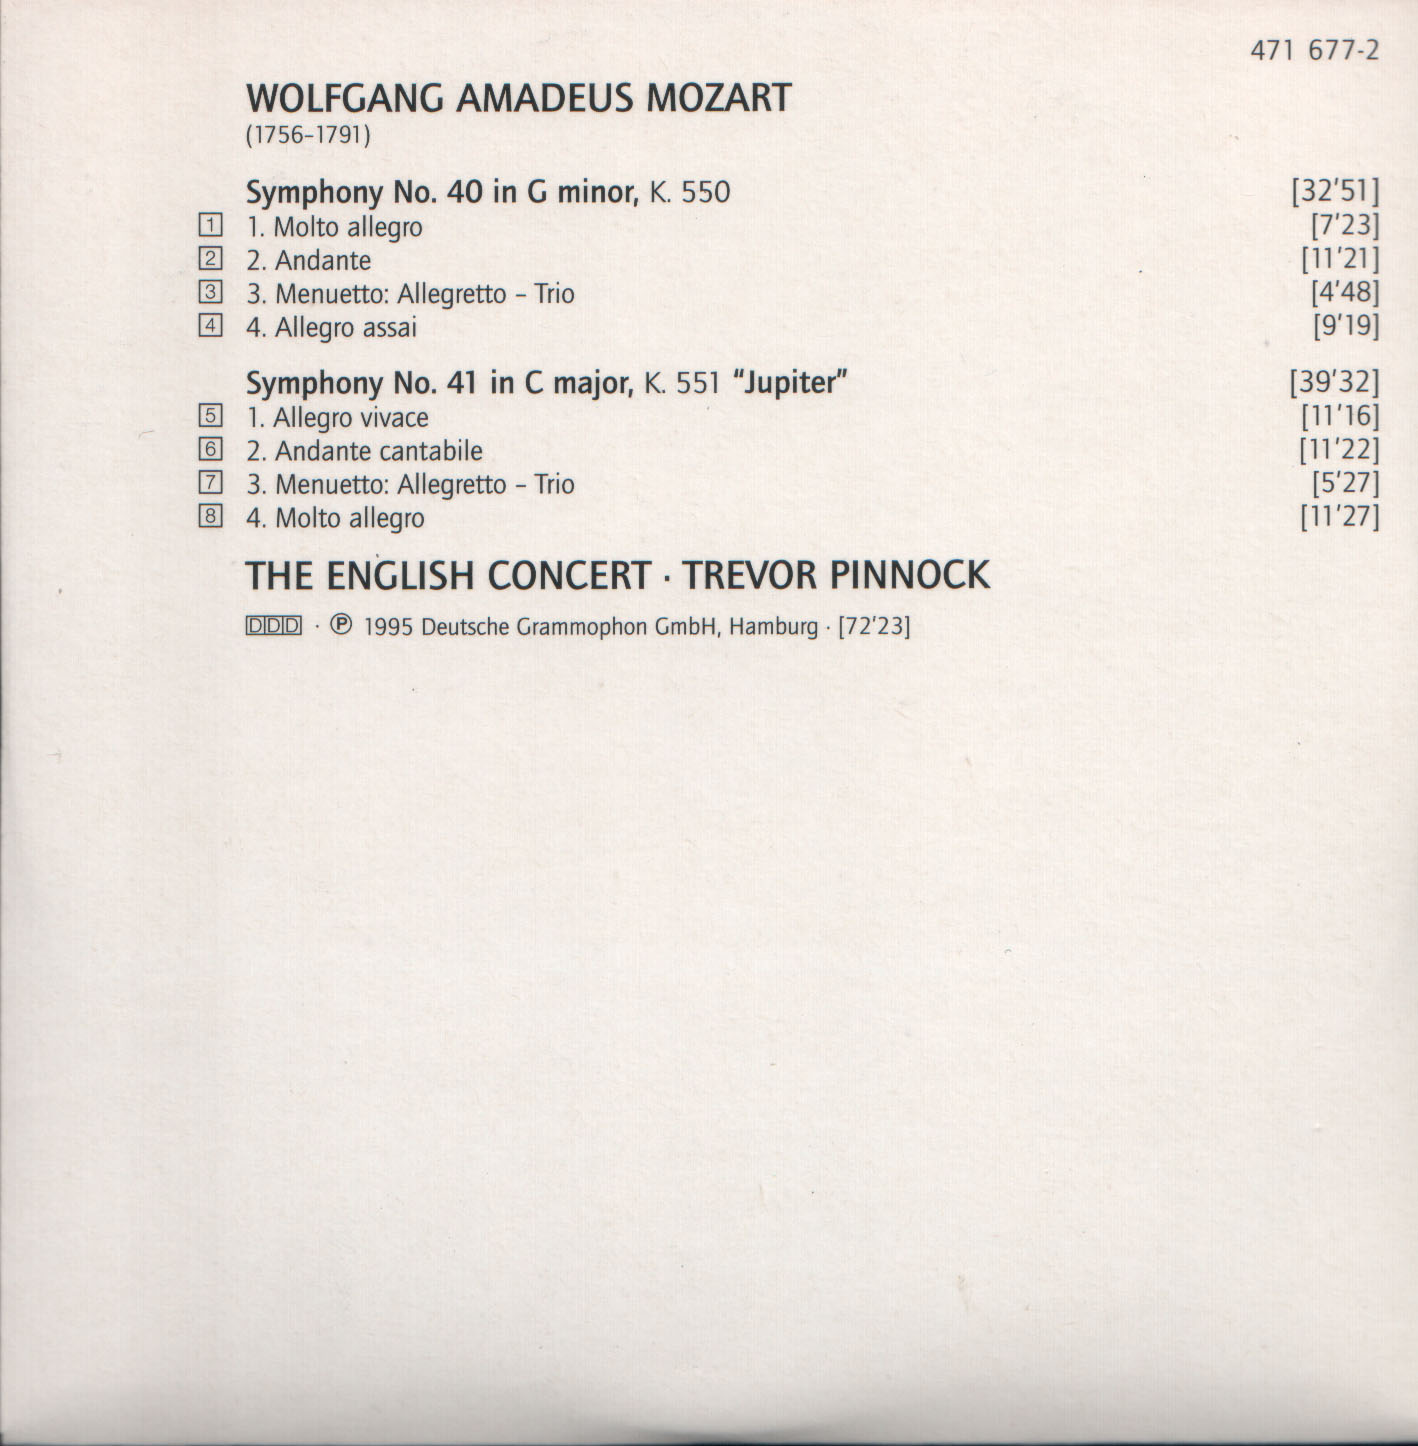 471 677-2
WOLFGANG AMADEUS MOZART
(1756–1791)
Symphony No. 40 in G minor, K. 550 [32'51]
1 1. Molto allegro [7'23]
2 2. Andante [11'21]
3 3. Menuetto: Allegretto – Trio [4'48]
4 4. Allegro assai [9'19]
Symphony No. 41 in C major, K. 551 “Jupiter” [39'32]
5 1. Allegro vivace [11'16]
6 2. Andante cantabile [11'22]
7 3. Menuetto: Allegretto – Trio [5'27]
8 4. Molto allegro [11'27]
THE ENGLISH CONCERT · TREVOR PINNOCK
DDD · ℗ 1995 Deutsche Grammophon GmbH, Hamburg · [72'23]